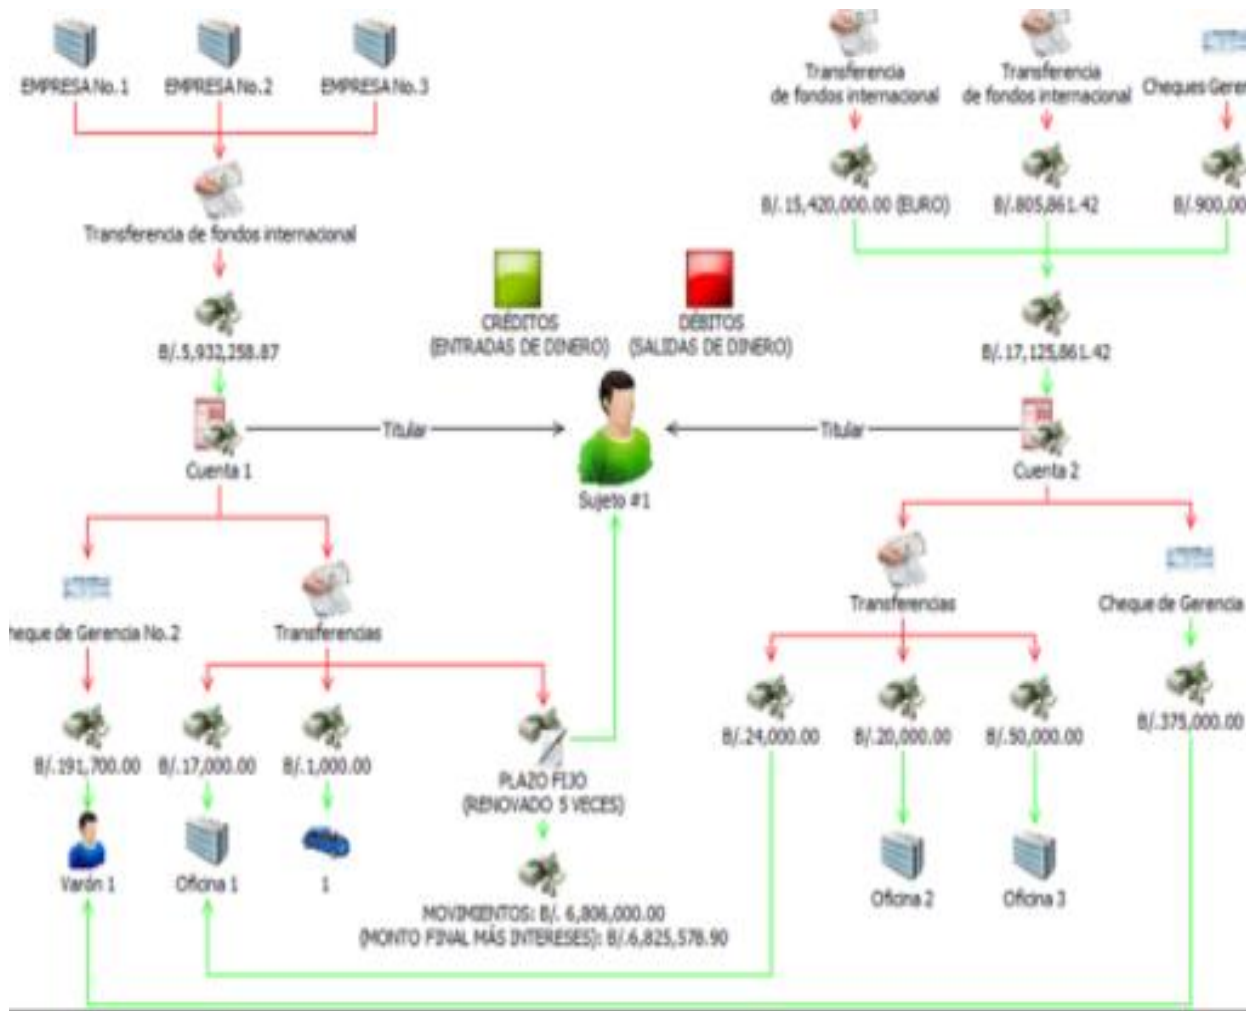 EMPRESA No. 1
EMPRESA No.2
EMPRESA No.3
Transferencia de fondos internacional
B/.5,932,258.87
Cuenta 1
Titular
CRÉDITOS
(ENTRADAS DE DINERO)
DÉBITOS
(SALIDAS DE DINERO)
Sujeto #1
Transferencia
de fondos internacional
Transferencia
de fondos internacional
Cheques Geren
B/.15,420,000.00 (EURO)
B/.805,861.42
B/.900,00
B/.17,125,861.42
Titular
Cuenta 2
heque de Gerencia No.2
Transferencias
B/.191,700.00
B/.17,000.00
B/.1,000.00
PLAZO FIJO
(RENOVADO 5 VECES)
Varón 1
Oficina 1
1
MOVIMIENTOS: B/. 6,806,000.00
(MONTO FINAL MÁS INTERESES): B/.6,825,578.90
Transferencias
Cheque de Gerencia
B/.24,000.00
B/.20,000.00
B/.50,000.00
B/.375,000.00
Oficina 2
Oficina 3